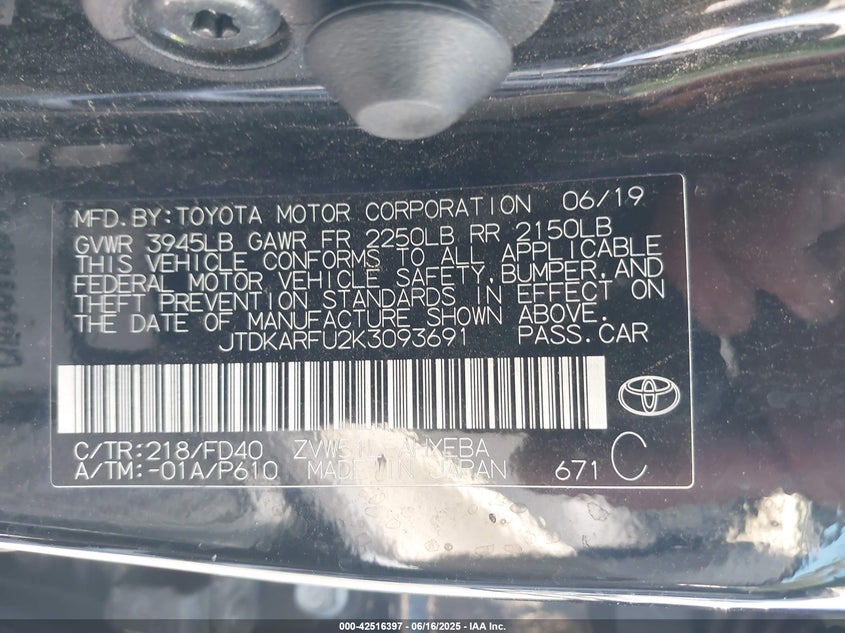 MFD.BY:TOYOTA MOTOR CORPORATION 06/19
GVWR 3945LB GAWR FR 2250LB RR 2150LB
THIS VEHICLE CONFORMS TO ALL APPLICABLE
FEDERAL MOTOR VEHICLE SAFETY,BUMPER,AND
THEFT PREVENTION STANDARDS IN EFFECT ON
THE DATE OF MANUFACTURE SHOWN ABOVE.
JTDKARFU2K3093691 PASS.CAR
C/TR:218/FD40 ZVW51L-AHXEBA
A/TM:-01A/P610 MADE IN JAPAN 671 C
000-42516397 - 06/16/2025 - IAA Inc.